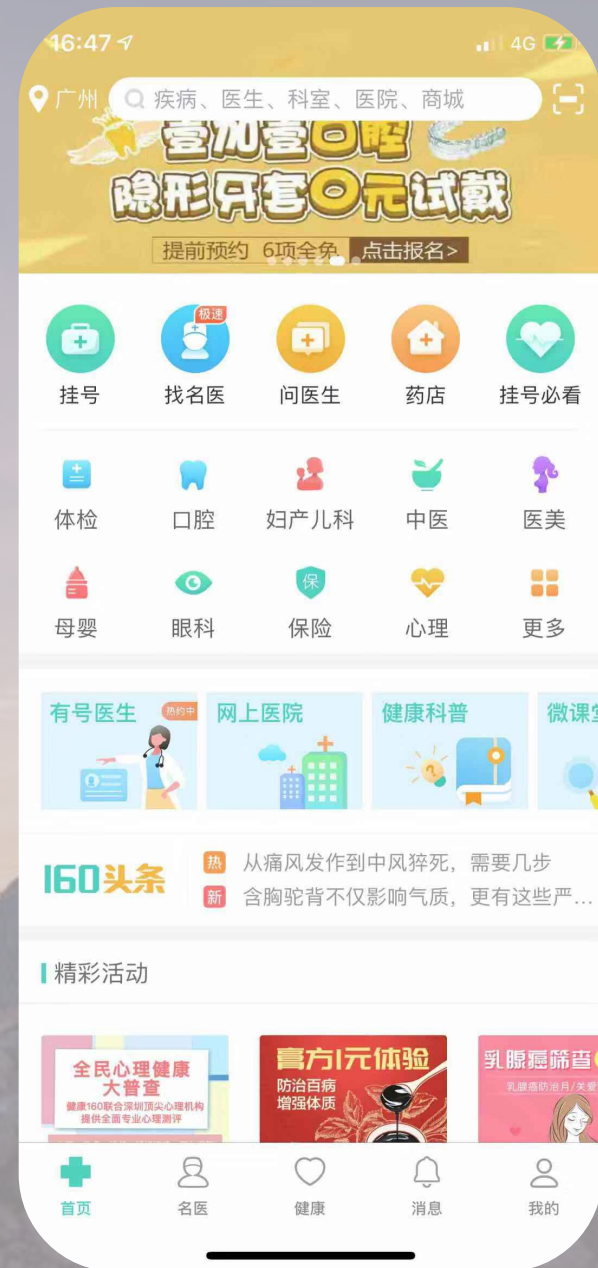 16:47
4G
广州
疾病、医生、科室、医院、商城
壹加壹口腔
隐形牙套0元试戴
提前预约 6项全免 点击报名>
极速
挂号 找名医 问医生 药店 挂号必看
体检 口腔 妇产儿科 中医 医美
保
母婴 眼科 保险 心理 更多
有号医生 热约中 网上医院 健康科普 微课堂
160头条
热 从痛风发作到中风猝死，需要几步
新 含胸驼背不仅影响气质，更有这些严...
精彩活动
全民心理健康
大普查
健康160联合深圳顶尖心理机构
提供全面专业心理测评
膏方1元体验
防治百病
增强体质
乳腺癌筛查
乳腺癌防治月/关爱
首页 名医 健康 消息 我的